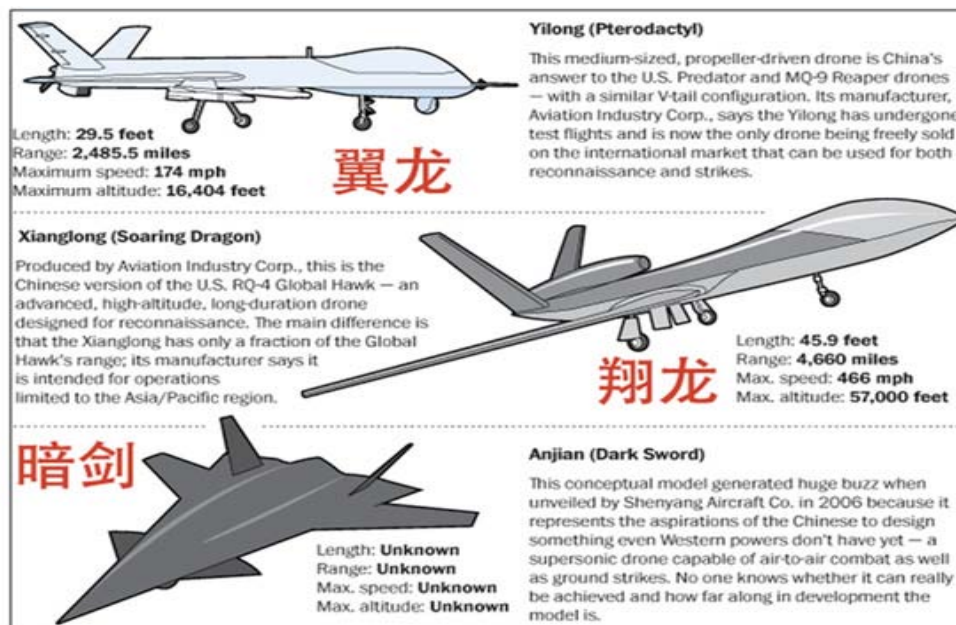 Yilong (Pterodactyl)
This medium-sized, propeller-driven drone is China's
answer to the U.S. Predator and MQ-9 Reaper drones
— with a similar V-tail configuration. Its manufacturer,
Aviation Industry Corp., says the Yilong has undergone
test flights and is now the only drone being freely sold
on the international market that can be used for both
reconnaissance and strikes.
Length: 29.5 feet
Range: 2,485.5 miles
Maximum speed: 174 mph
Maximum altitude: 16,404 feet
翼龙
Xianglong (Soaring Dragon)
Produced by Aviation Industry Corp., this is the
Chinese version of the U.S. RQ-4 Global Hawk — an
advanced, high-altitude, long-duration drone
designed for reconnaissance. The main difference is
that the Xianglong has only a fraction of the Global
Hawk's range; its manufacturer says it
is intended for operations
limited to the Asia/Pacific region.
翔龙
Length: 45.9 feet
Range: 4,660 miles
Max. speed: 466 mph
Max. altitude: 57,000 feet
暗剑
Length: Unknown
Range: Unknown
Max. speed: Unknown
Max. altitude: Unknown
Anjian (Dark Sword)
This conceptual model generated huge buzz when
unveiled by Shenyang Aircraft Co. in 2006 because it
represents the aspirations of the Chinese to design
something even Western powers don't have yet — a
supersonic drone capable of air-to-air combat as well
as ground strikes. No one knows whether it can really
be achieved and how far along in development the
model is.